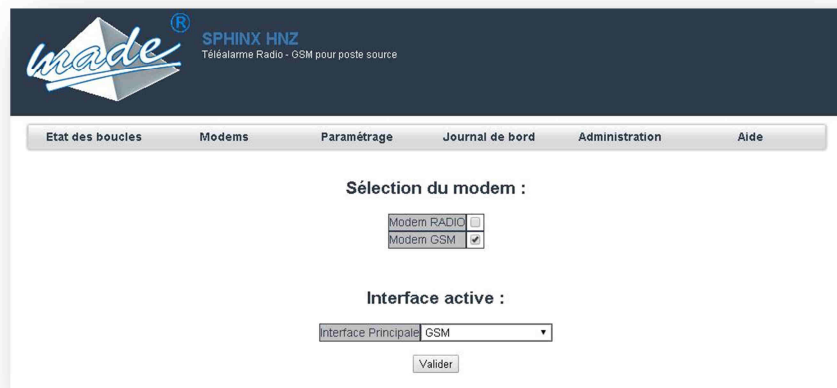 made ®
SPHINX HNZ
Téléalarme Radio - GSM pour poste source
Etat des boucles Modems Paramétrage Journal de bord Administration Aide
Sélection du modem :
Modem RADIO
Modem GSM
Interface active :
Interface Principale GSM
Valider